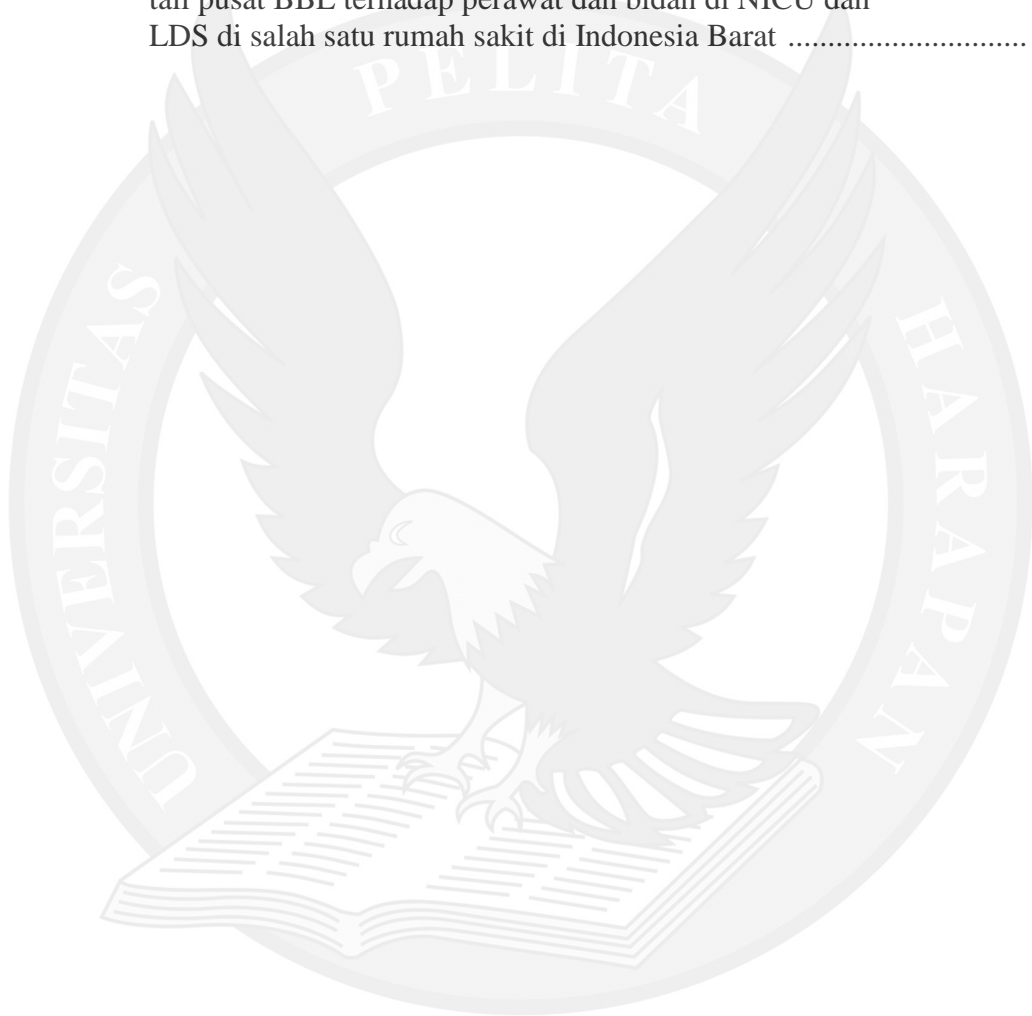 tali pusat BBL terhadap perawat dan bidan di NICU dan
LDS di salah satu rumah sakit di Indonesia Barat ..............................
UNIVERSITAS PELITA HARAPAN